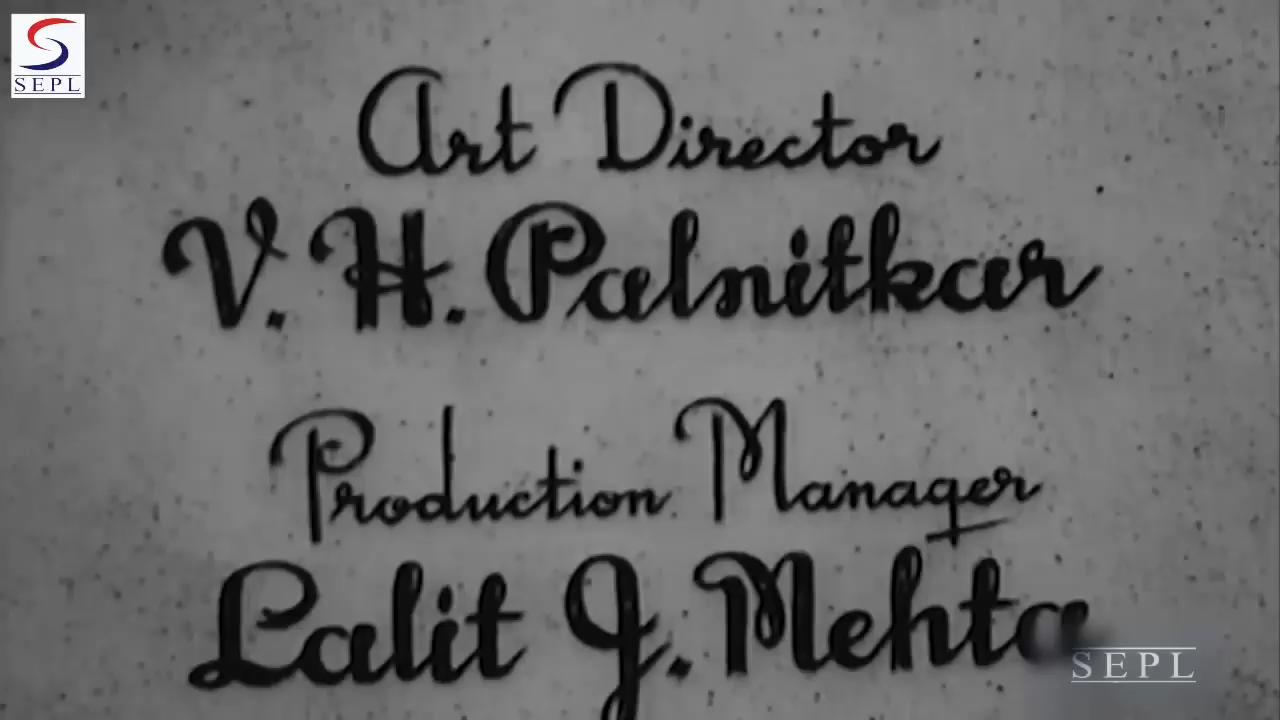 SEPL
Art Director
V. H. Palnitkar
Production Manager
Lalit J. Mehta
SEPL